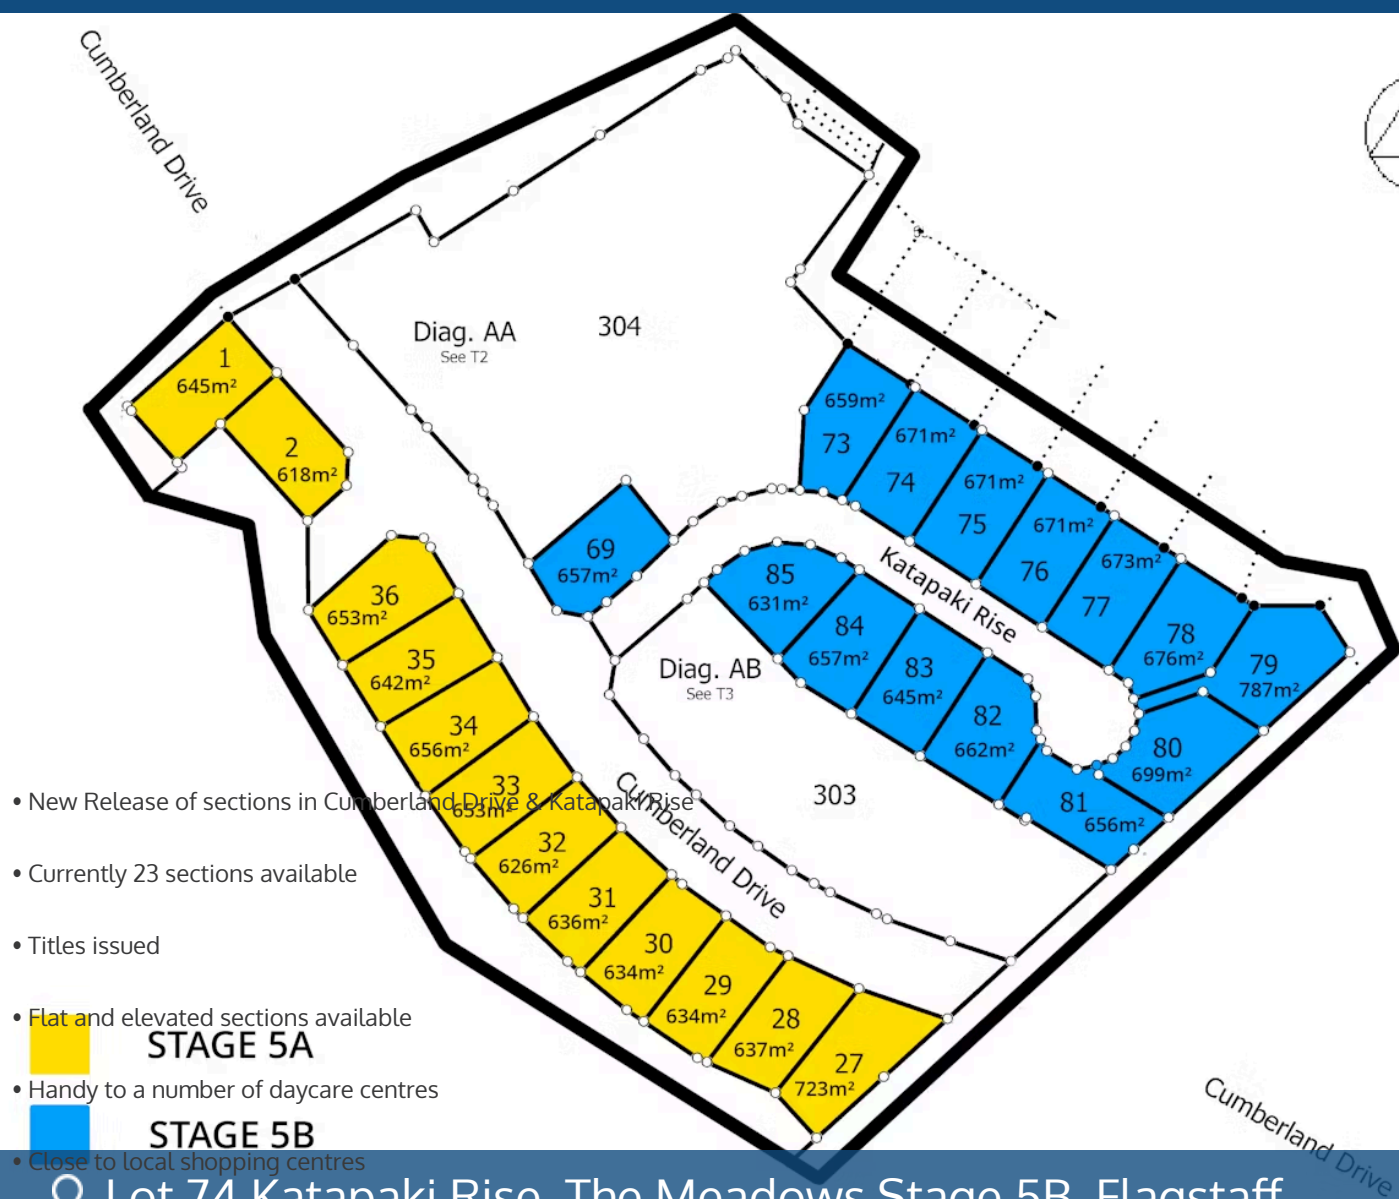 Cumberland Drive
Diag. AA
See T2
304
1
645m²
2
618m²
659m²
73
671m²
74
671m²
75
671m²
76
673m²
77
78
676m²
79
787m²
80
699m²
81
656m²
69
657m²
85
631m²
84
657m²
83
645m²
82
662m²
Katapaki Rise
Diag. AB
See T3
303
Cumberland Drive
36
653m²
35
642m²
34
656m²
33
653m²
32
626m²
31
636m²
30
634m²
29
634m²
28
637m²
27
723m²
Cumberland Drive
• New Release of sections in Cumberland Drive & Katapaki Rise
• Currently 23 sections available
• Titles issued
• Flat and elevated sections available
STAGE 5A
• Handy to a number of daycare centres
STAGE 5B
• Close to local shopping centres
Lot 74 Katapaki Rise, The Meadows Stage 5B, Flagstaff